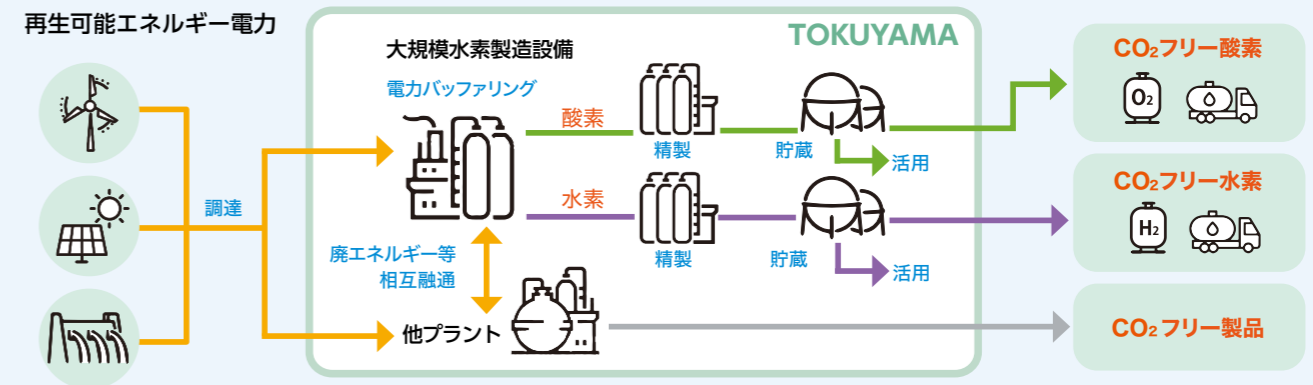 再生可能エネルギー電力
調達
TOKUYAMA
大規模水素製造設備
電力バッファリング
酸素
精製
貯蔵
活用
水素
精製
貯蔵
活用
廃エネルギー等
相互融通
他プラント
CO₂フリー酸素
O₂
CO₂フリー水素
H₂
CO₂フリー製品